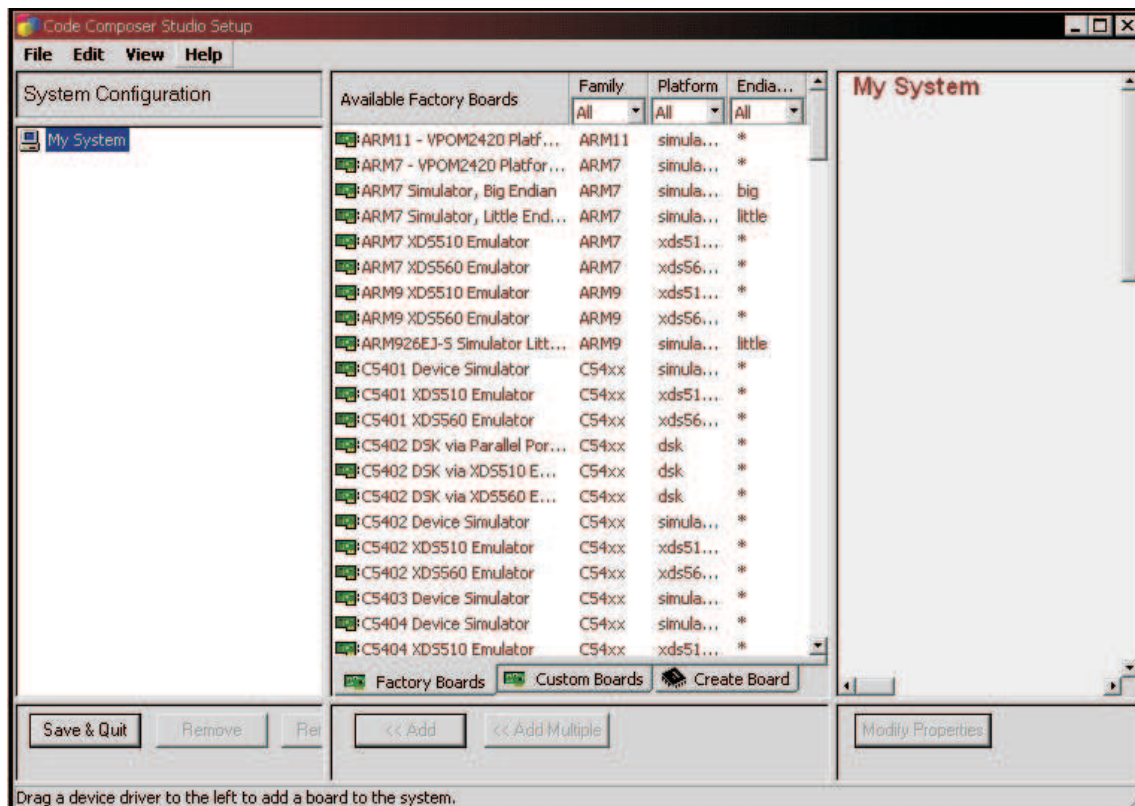 Code Composer Studio Setup
File Edit View Help
System Configuration
My System
Available Factory Boards Family Platform Endia...
All All All
ARM11 - VPOM2420 Platf... ARM11 simula... *
ARM7 - VPOM2420 Platfor... ARM7 simula... *
ARM7 Simulator, Big Endian ARM7 simula... big
ARM7 Simulator, Little End... ARM7 simula... little
ARM7 XDS510 Emulator ARM7 xds51... *
ARM7 XDS560 Emulator ARM7 xds56... *
ARM9 XDS510 Emulator ARM9 xds51... *
ARM9 XDS560 Emulator ARM9 xds56... *
ARM926EJ-S Simulator Litt... ARM9 simula... little
C5401 Device Simulator C54xx simula... *
C5401 XDS510 Emulator C54xx xds51... *
C5401 XDS560 Emulator C54xx xds56... *
C5402 DSK via Parallel Por... C54xx dsk *
C5402 DSK via XDS510 E... C54xx dsk *
C5402 DSK via XDS560 E... C54xx dsk *
C5402 Device Simulator C54xx simula... *
C5402 XDS510 Emulator C54xx xds51... *
C5402 XDS560 Emulator C54xx xds56... *
C5403 Device Simulator C54xx simula... *
C5404 Device Simulator C54xx simula... *
C5404 XDS510 Emulator C54xx xds51... *
Factory Boards Custom Boards Create Board
My System
Save & Quit Remove Rer
<< Add << Add Multiple
Modify Properties
Drag a device driver to the left to add a board to the system.